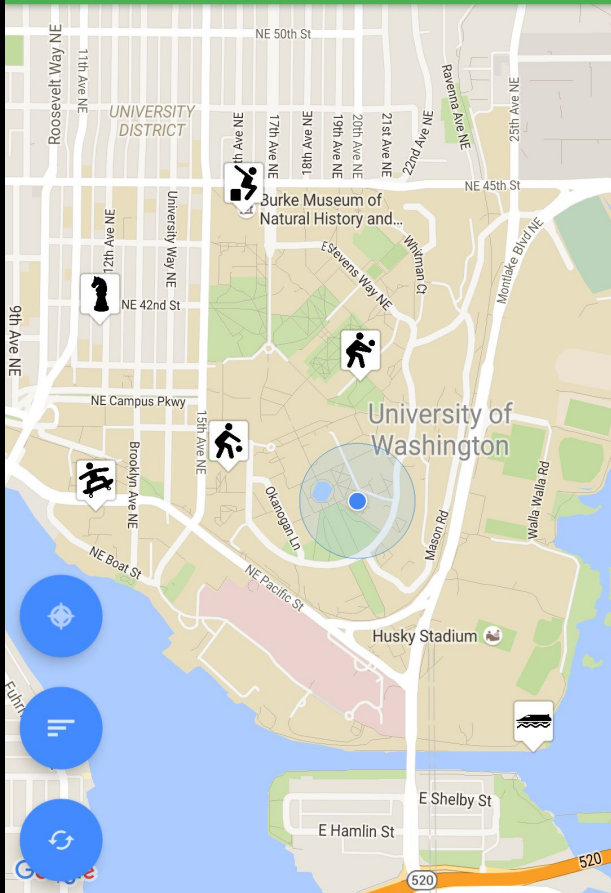 NE 50th St
Roosevelt Way NE
11th Ave NE
Ravenna Ave NE
25th Ave NE
UNIVERSITY
DISTRICT
th Ave NE
17th Ave NE
18th Ave NE
19th Ave NE
20th Ave NE
21st Ave NE
22nd Ave NE
NE 45th St
Burke Museum of
Natural History and...
12th Ave NE
University Way NE
E Stevens Way NE
Whitman Ct
Montlake Blvd NE
NE 42nd St
9th Ave NE
NE Campus Pkwy
15th Ave NE
University of
Washington
Brooklyn Ave NE
Okanogan Ln
Mason Rd
Walla Walla Rd
NE Boat St
NE Pacific St
Husky Stadium
Fuhr
E Shelby St
E Hamlin St
520
520
Google